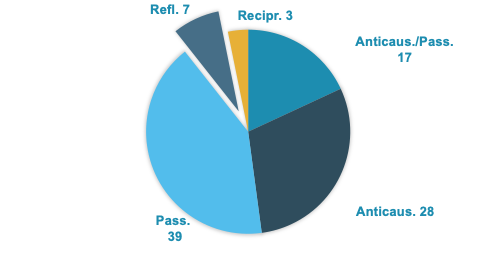 Refl. 7
Recipr. 3
Anticaus./Pass.
17
Anticaus. 28
Pass.
39